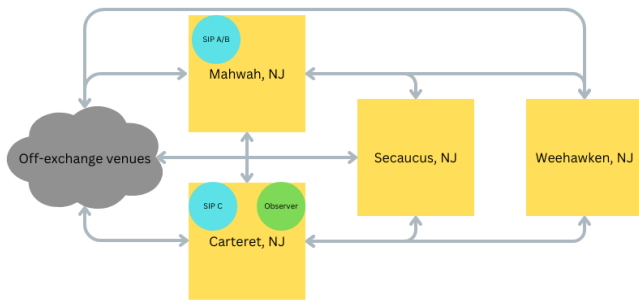 SIP A/B
Mahwah, NJ
Off-exchange venues
Secaucus, NJ
Weehawken, NJ
SIP C
Observer
Carteret, NJ